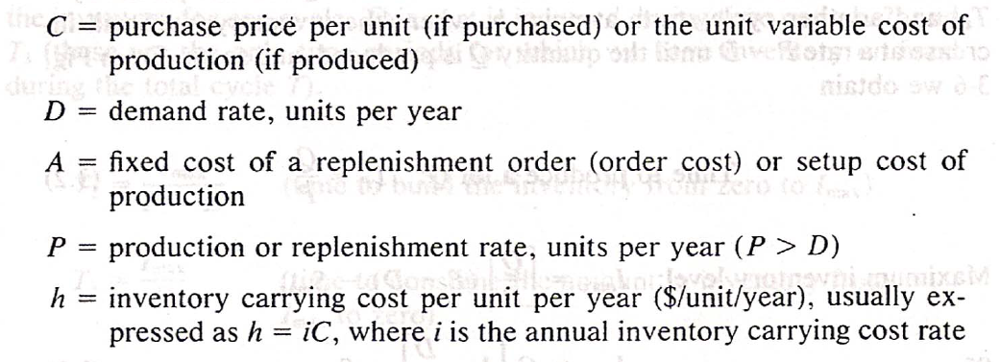 C = purchase price per unit (if purchased) or the unit variable cost of
production (if produced)
D = demand rate, units per year
A = fixed cost of a replenishment order (order cost) or setup cost of
production
P = production or replenishment rate, units per year (P > D)
h = inventory carrying cost per unit per year ($/unit/year), usually ex-
pressed as h = iC, where i is the annual inventory carrying cost rate